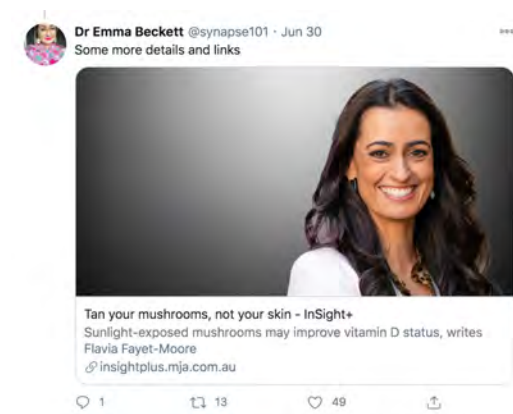 Dr Emma Beckett @synapse101 · Jun 30
Some more details and links
Tan your mushrooms, not your skin - InSight+
Sunlight-exposed mushrooms may improve vitamin D status, writes
Flavia Fayet-Moore
insightplus.mja.com.au
1 13 49